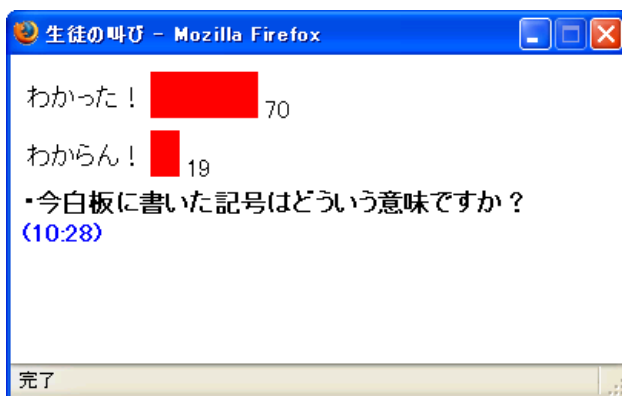 生徒の叫び - Mozilla Firefox
わかった！ 70
わからん！ 19
・今白板に書いた記号はどういう意味ですか？
(10:28)
完了